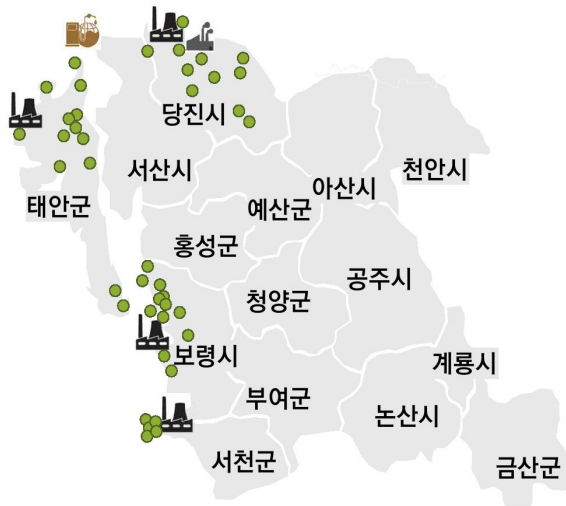 당진시
서산시
천안시
아산시
태안군
예산군
홍성군
공주시
청양군
보령시
계룡시
부여군
논산시
서천군
금산군